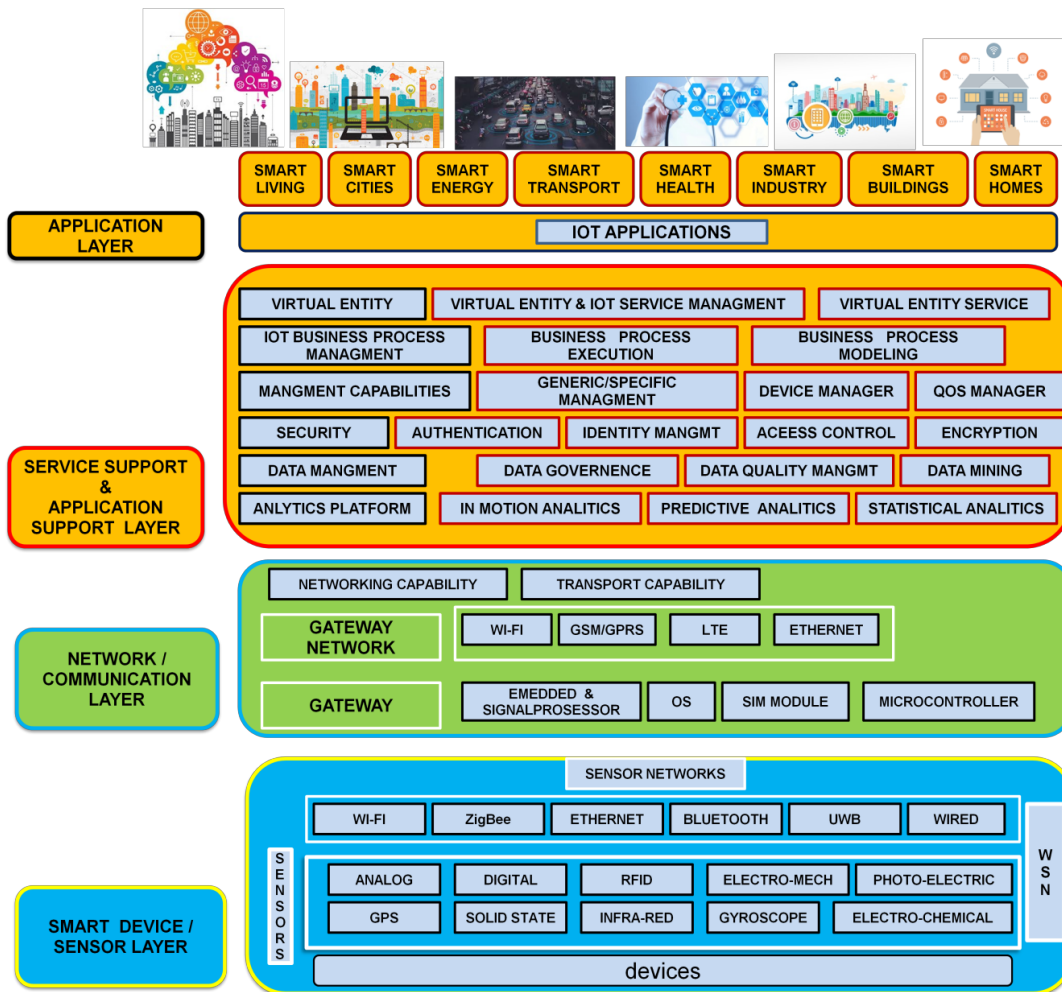 SMART
LIVING
SMART
CITIES
SMART
ENERGY
SMART
TRANSPORT
SMART
HEALTH
SMART
INDUSTRY
SMART
BUILDINGS
SMART
HOMES
APPLICATION
LAYER
IOT APPLICATIONS
VIRTUAL ENTITY
VIRTUAL ENTITY & IOT SERVICE MANAGMENT
VIRTUAL ENTITY SERVICE
IOT BUSINESS PROCESS
MANAGMENT
BUSINESS PROCESS
EXECUTION
BUSINESS PROCESS
MODELING
MANGMENT CAPABILITIES
GENERIC/SPECIFIC
MANAGMENT
DEVICE MANAGER
QOS MANAGER
SECURITY
AUTHENTICATION
IDENTITY MANGMT
ACEESS CONTROL
ENCRYPTION
SERVICE SUPPORT
&
APPLICATION
SUPPORT LAYER
DATA MANGMENT
DATA GOVERNENCE
DATA QUALITY MANGMT
DATA MINING
ANLYTICS PLATFORM
IN MOTION ANALITICS
PREDICTIVE ANALITICS
STATISTICAL ANALITICS
NETWORKING CAPABILITY
TRANSPORT CAPABILITY
GATEWAY
NETWORK
WI-FI
GSM/GPRS
LTE
ETHERNET
NETWORK /
COMMUNICATION
LAYER
GATEWAY
EMEDDED &
SIGNALPROSESSOR
OS
SIM MODULE
MICROCONTROLLER
SENSOR NETWORKS
WI-FI
ZigBee
ETHERNET
BLUETOOTH
UWB
WIRED
WSN
SENSORS
ANALOG
DIGITAL
RFID
ELECTRO-MECH
PHOTO-ELECTRIC
GPS
SOLID STATE
INFRA-RED
GYROSCOPE
ELECTRO-CHEMICAL
SMART DEVICE /
SENSOR LAYER
devices